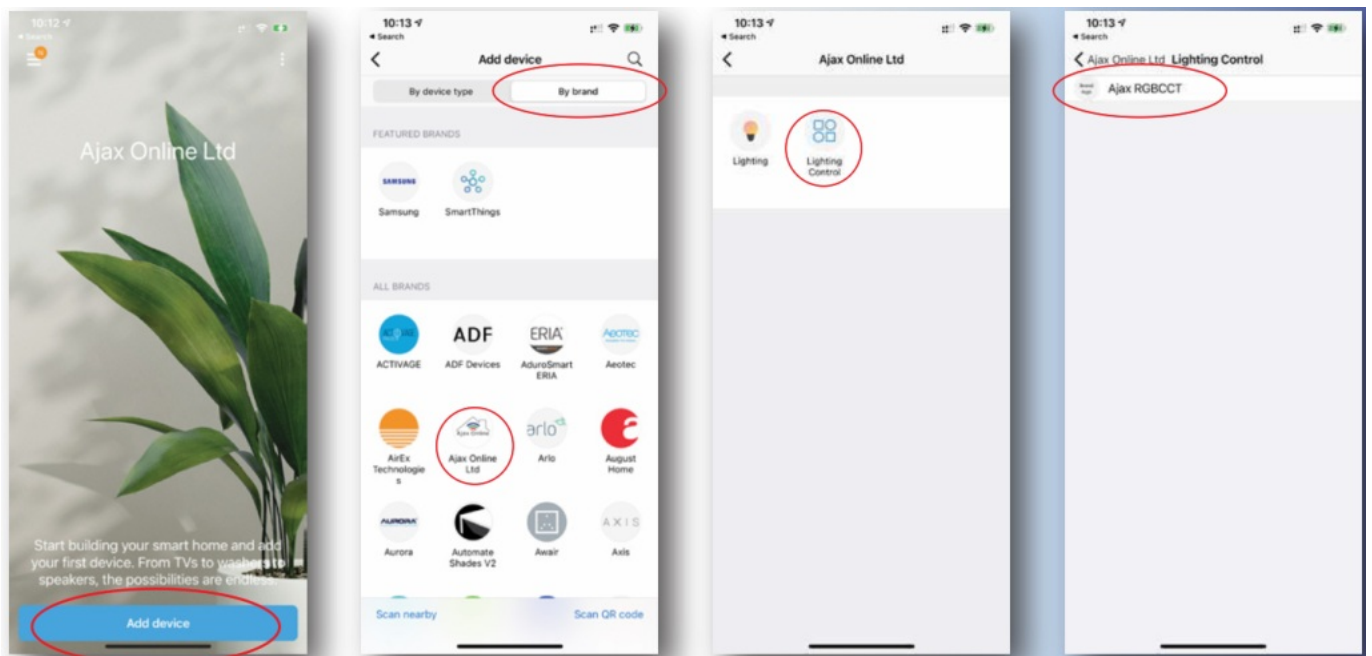 10:12
Search
Ajax Online Ltd
Start building your smart home and add
your first device. From TVs to washers to
speakers, the possibilities are endless.
Add device
10:13
Search
Add device
By device type
By brand
FEATURED BRANDS
SAMSUNG
Samsung
SmartThings
ALL BRANDS
ACTIVAGE
ADF
ERIA
Aeotec
ACTIVAGE
ADF Devices
AduroSmart
ERIA
Aeotec
Ajax Online
arlo
a
AirEx
Technologie
s
Ajax Online
Ltd
Arlo
August
Home
AURORA
AXIS
Aurora
Automate
Shades V2
Awair
Axis
Scan nearby
Scan QR code
10:13
Search
Ajax Online Ltd
Lighting
Lighting
Control
10:13
Search
Ajax Online Ltd Lighting Control
Ajax RGBCCT